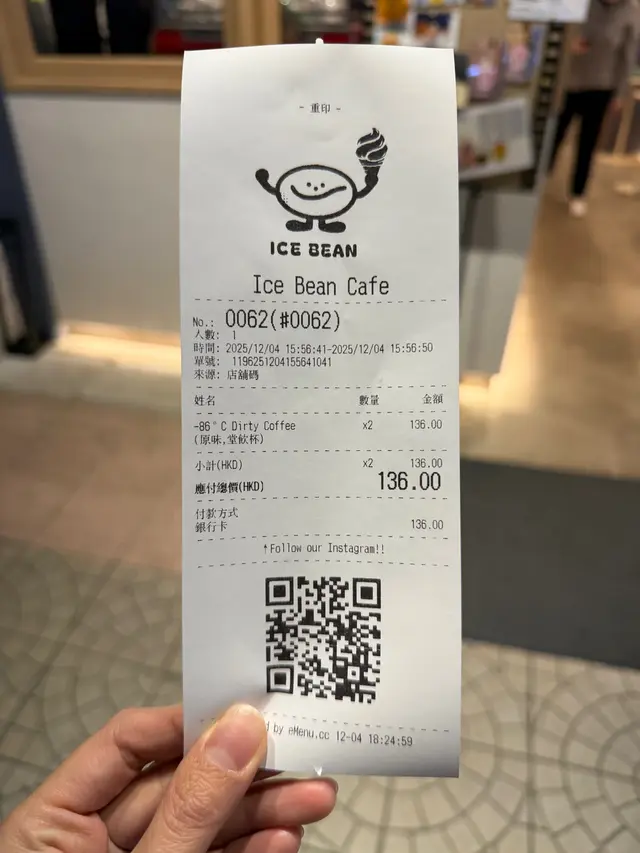 - 重印 -
ICE BEAN
Ice Bean Cafe
No.: 0062(#0062)
人數: 1
時間: 2025/12/04 15:56:41-2025/12/04 15:56:50
單號: 1196251204155641041
來源: 店舖碼
姓名 數量 金額
-86°C Dirty Coffee x2 136.00
(原味,堂飲杯)
小計(HKD) x2 136.00
應付總價(HKD) 136.00
付款方式
銀行卡 136.00
↑Follow our Instagram!!
by eMenu.cc 12-04 18:24:59